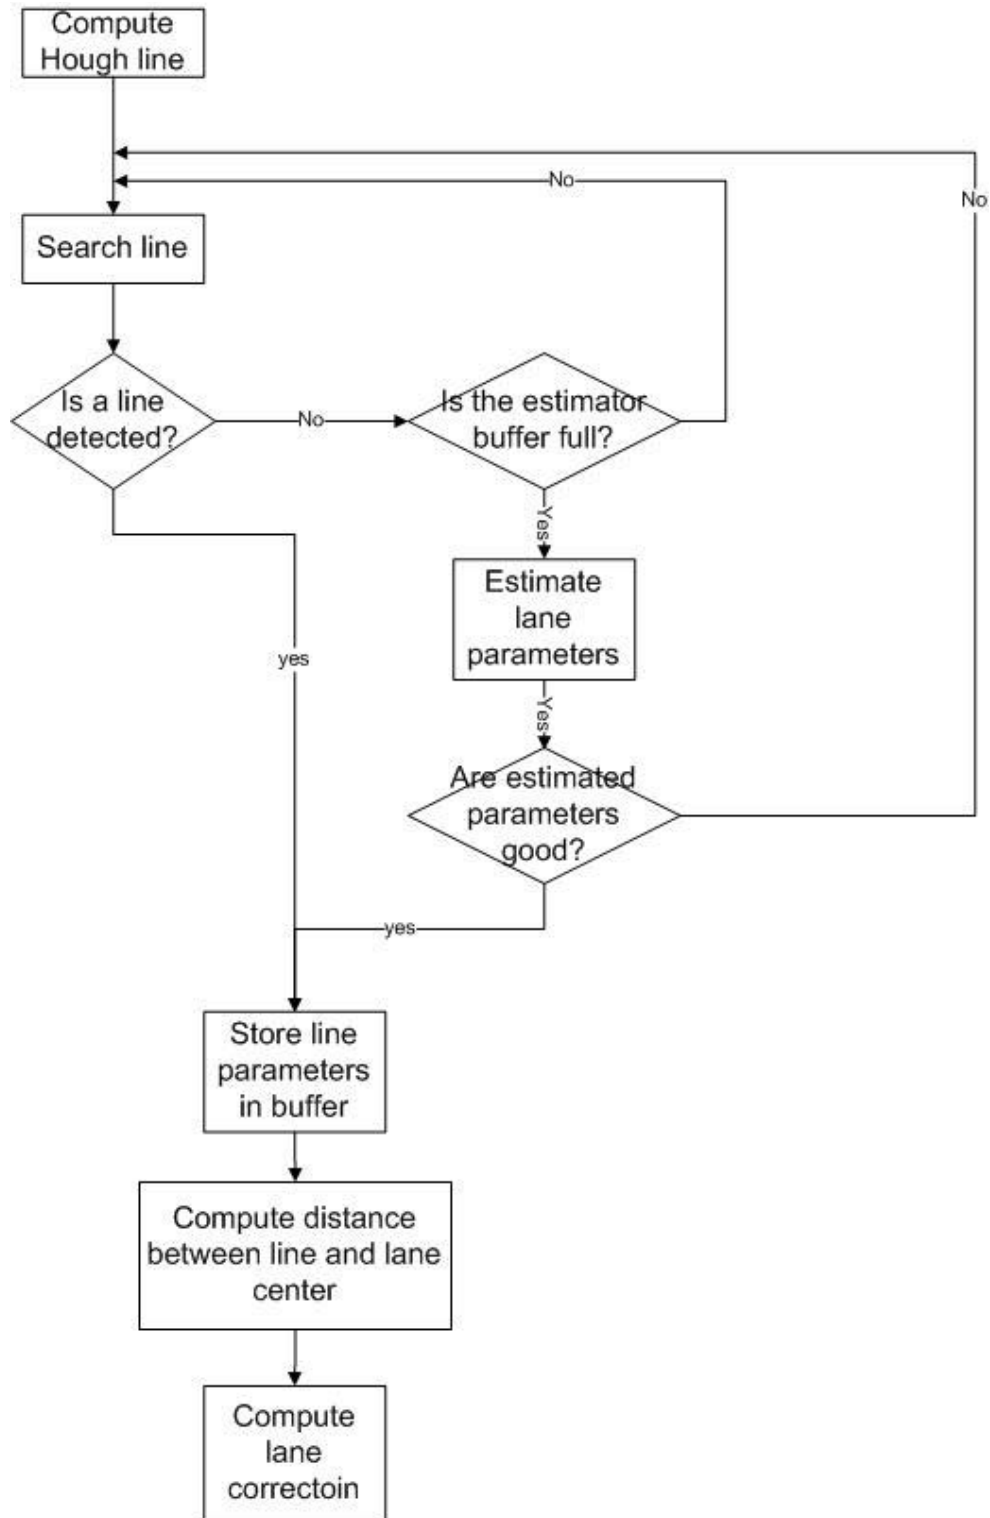 Compute
Hough line
No
No
Search line
Is a line
detected?
No
Is the estimator
buffer full?
Yes
Estimate
lane
parameters
yes
Yes
Are estimated
parameters
good?
yes
Store line
parameters
in buffer
Compute distance
between line and lane
center
Compute
lane
correctoin